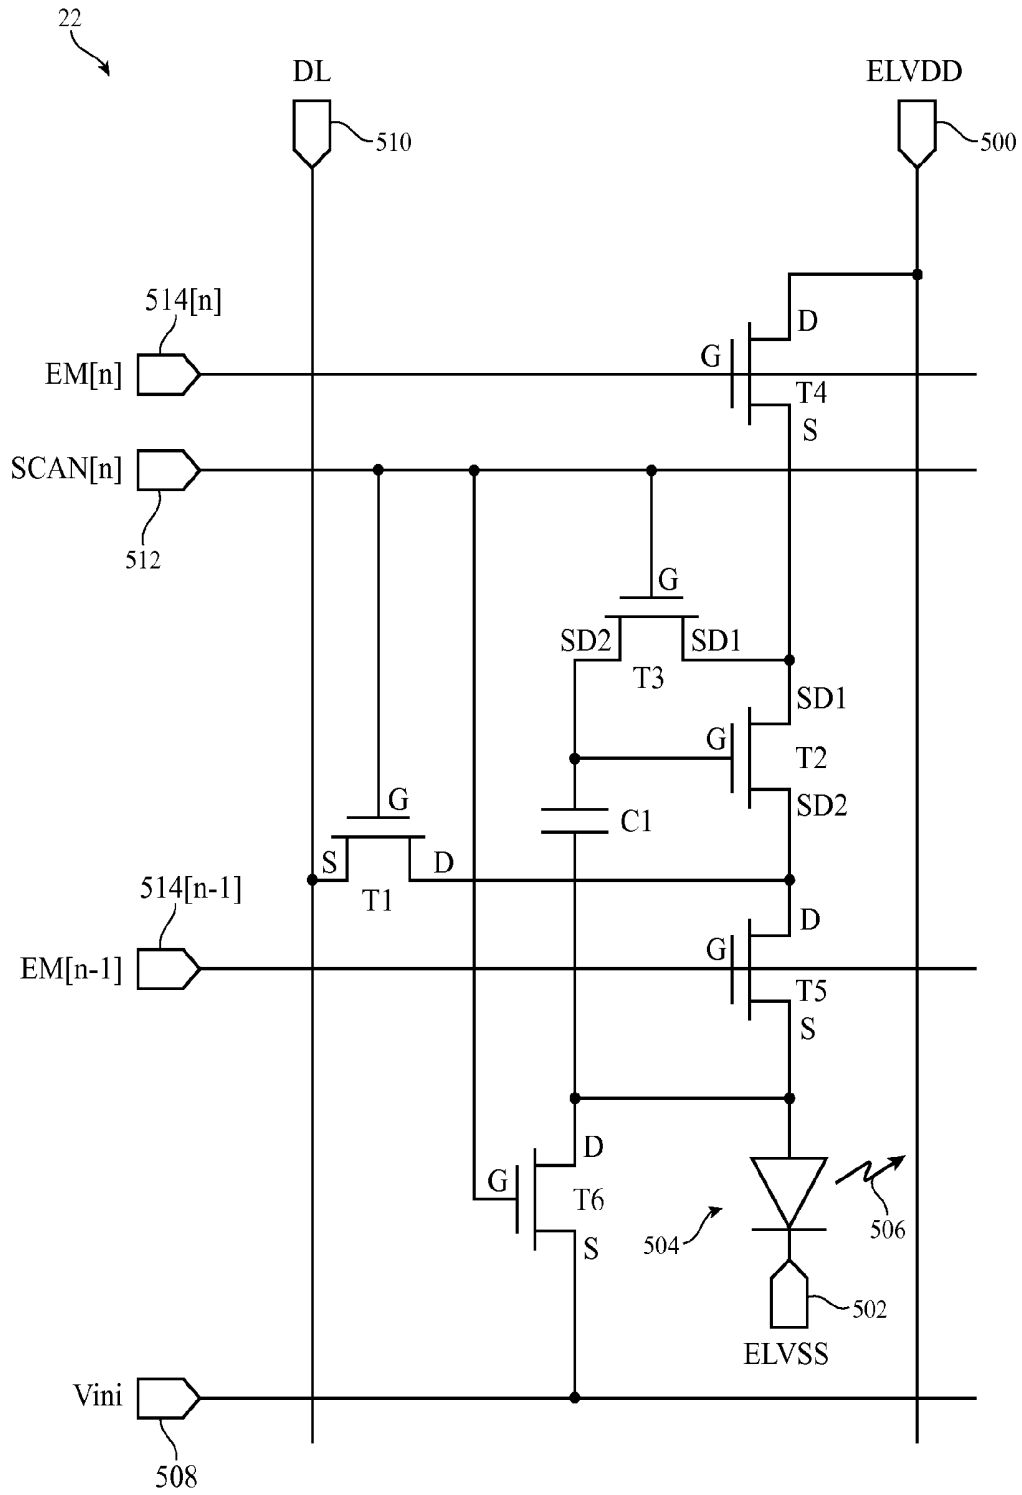 22
DL
ELVDD
510
500
514[n]
D
G
EM[n]
T4
S
SCAN[n]
512
G
SD2
SD1
T3
SD1
G
T2
SD2
G
C1
S
D
T1
514[n-1]
D
G
EM[n-1]
T5
S
D
G
T6
S
504
506
502
ELVSS
Vini
508